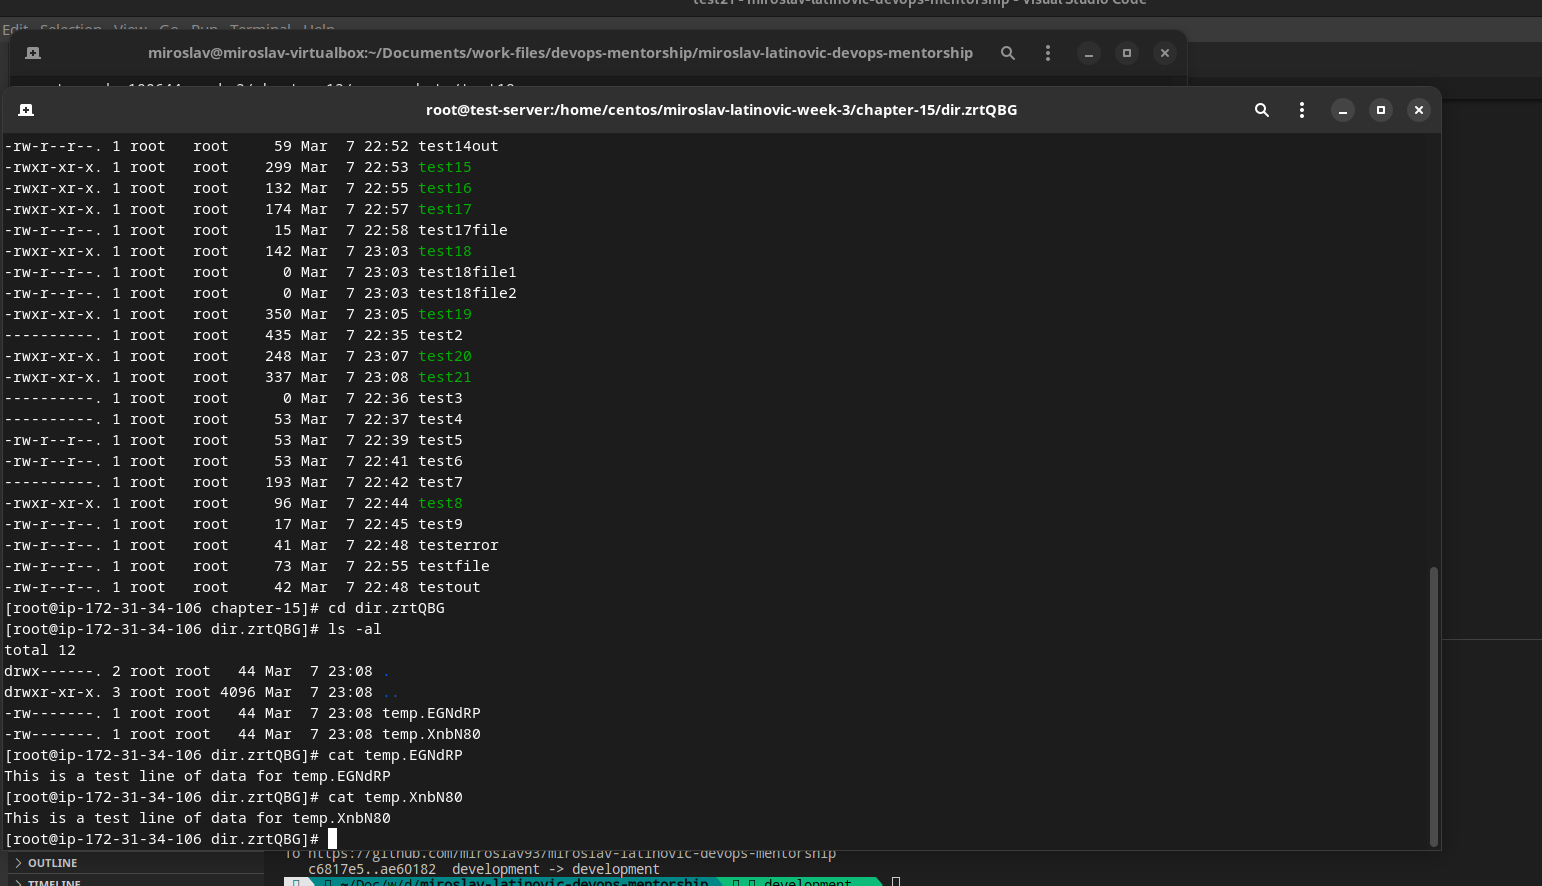 test21 - miroslav-latinovic-devops-mentorship - Visual Studio Code
Edit Selection View Go Run Terminal Help
miroslav@miroslav-virtualbox:~/Documents/work-files/devops-mentorship/miroslav-latinovic-devops-mentorship
root@test-server:/home/centos/miroslav-latinovic-week-3/chapter-15/dir.zrtQBG
-rw-r--r--. 1 root   root     59 Mar  7 22:52 test14out
-rwxr-xr-x. 1 root   root    299 Mar  7 22:53 test15
-rwxr-xr-x. 1 root   root    132 Mar  7 22:55 test16
-rwxr-xr-x. 1 root   root    174 Mar  7 22:57 test17
-rw-r--r--. 1 root   root     15 Mar  7 22:58 test17file
-rwxr-xr-x. 1 root   root    142 Mar  7 23:03 test18
-rw-r--r--. 1 root   root      0 Mar  7 23:03 test18file1
-rw-r--r--. 1 root   root      0 Mar  7 23:03 test18file2
-rwxr-xr-x. 1 root   root    350 Mar  7 23:05 test19
----------. 1 root   root    435 Mar  7 22:35 test2
-rwxr-xr-x. 1 root   root    248 Mar  7 23:07 test20
-rwxr-xr-x. 1 root   root    337 Mar  7 23:08 test21
----------. 1 root   root      0 Mar  7 22:36 test3
----------. 1 root   root     53 Mar  7 22:37 test4
-rw-r--r--. 1 root   root     53 Mar  7 22:39 test5
-rw-r--r--. 1 root   root     53 Mar  7 22:41 test6
----------. 1 root   root    193 Mar  7 22:42 test7
-rwxr-xr-x. 1 root   root     96 Mar  7 22:44 test8
-rw-r--r--. 1 root   root     17 Mar  7 22:45 test9
-rw-r--r--. 1 root   root     41 Mar  7 22:48 testerror
-rw-r--r--. 1 root   root     73 Mar  7 22:55 testfile
-rw-r--r--. 1 root   root     42 Mar  7 22:48 testout
[root@ip-172-31-34-106 chapter-15]# cd dir.zrtQBG
[root@ip-172-31-34-106 dir.zrtQBG]# ls -al
total 12
drwx------. 2 root root   44 Mar  7 23:08 .
drwxr-xr-x. 3 root root 4096 Mar  7 23:08 ..
-rw-------. 1 root root   44 Mar  7 23:08 temp.EGNdRP
-rw-------. 1 root root   44 Mar  7 23:08 temp.XnbN80
[root@ip-172-31-34-106 dir.zrtQBG]# cat temp.EGNdRP
This is a test line of data for temp.EGNdRP
[root@ip-172-31-34-106 dir.zrtQBG]# cat temp.XnbN80
This is a test line of data for temp.XnbN80
[root@ip-172-31-34-106 dir.zrtQBG]#
To https://github.com/miroslav93/miroslav-latinovic-devops-mentorship
OUTLINE
c6817e5..ae60182  development -> development
TIMELINE
~/Doc/w/d/miroslav-latinovic-devops-mentorship development